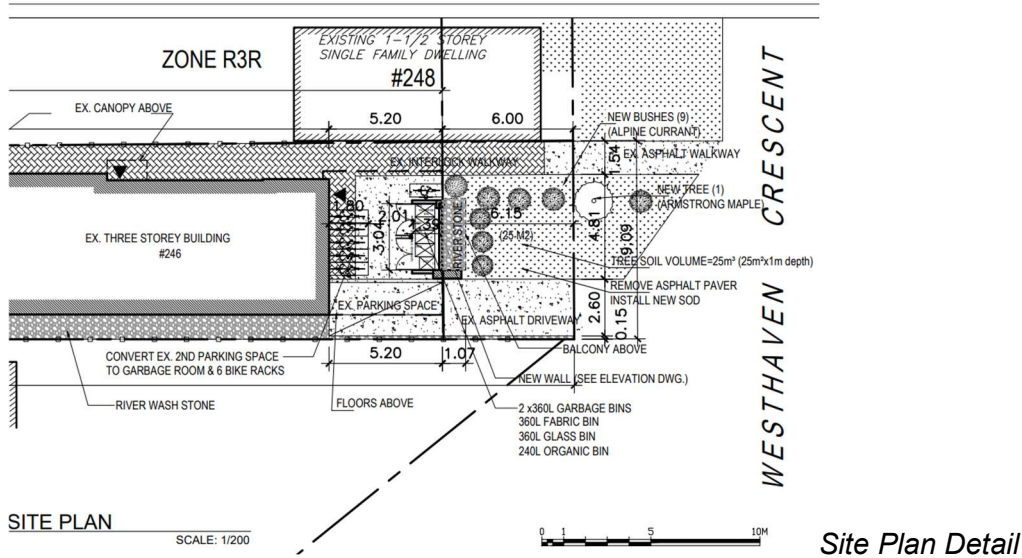 EXISTING 1-1/2 STOREY
SINGLE FAMILY DWELLING
#248
ZONE R3R
EX. CANOPY ABOVE
5.20
6.00
NEW BUSHES (9)
(ALPINE CURRANT)
EX. INTERLOCK WALKWAY
EX. ASPHALT WALKWAY
1.54
NEW TREE (1)
(ARMSTRONG MAPLE)
1.80
2.01
6.15
3.04
RIVER STONE
(25 M2)
4.81
9.09
EX. THREE STOREY BUILDING
#246
TREE SOIL VOLUME=25m³ (25m²x1m depth)
REMOVE ASPHALT PAVER
INSTALL NEW SOD
EX. PARKING SPACE
EX. ASPHALT DRIVEWAY
2.60
0.15
BALCONY ABOVE
5.20
1.07
CONVERT EX. 2ND PARKING SPACE
TO GARBAGE ROOM & 6 BIKE RACKS
NEW WALL (SEE ELEVATION DWG.)
RIVER WASH STONE
FLOORS ABOVE
2 x360L GARBAGE BINS
360L FABRIC BIN
360L GLASS BIN
240L ORGANIC BIN
WESTHAVEN CRESCENT
SITE PLAN
SCALE: 1/200
0 1 5 10M
Site Plan Detail